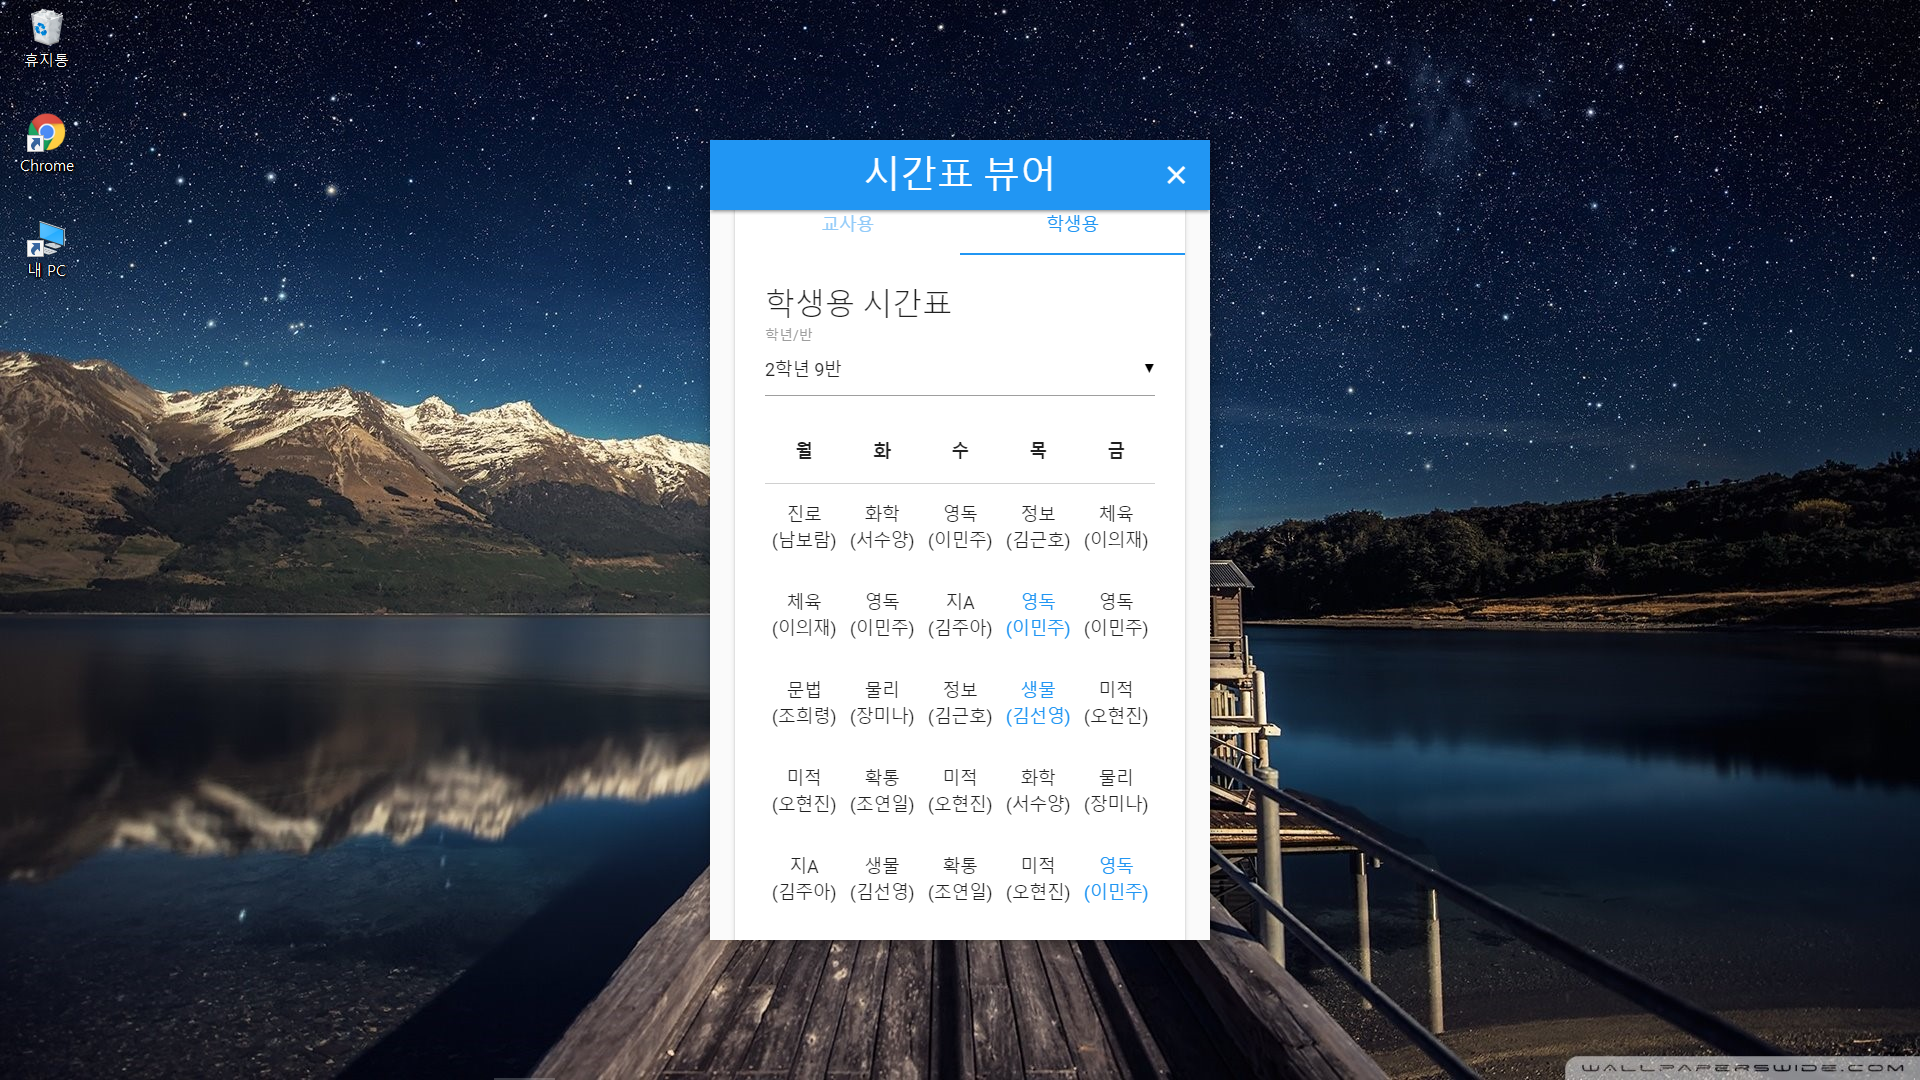 휴지통
Chrome
내 PC
시간표 뷰어
교사용 학생용
학생용 시간표
학년/반
2학년 9반
월 화 수 목 금
진로 화학 영독 정보 체육
(남보람) (서수양) (이민주) (김근호) (이의재)
체육 영독 지A 영독 영독
(이의재) (이민주) (김주아) (이민주) (이민주)
문법 물리 정보 생물 미적
(조희령) (장미나) (김근호) (김선영) (오현진)
미적 확통 미적 화학 물리
(오현진) (조연일) (오현진) (서수양) (장미나)
지A 생물 확통 미적 영독
(김주아) (김선영) (조연일) (오현진) (이민주)
WALLPAPERSWIDE.COM